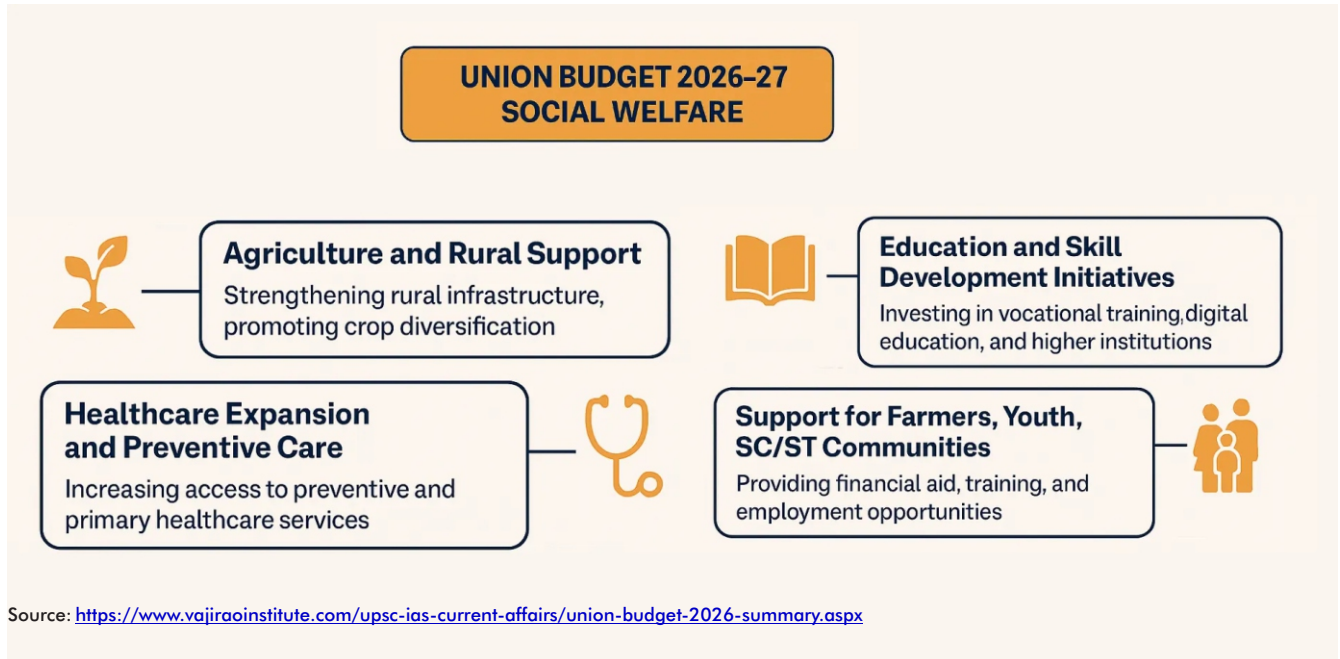 UNION BUDGET 2026–27
SOCIAL WELFARE
Agriculture and Rural Support
Strengthening rural infrastructure,
promoting crop diversification
Education and Skill
Development Initiatives
Investing in vocational training,digital
education, and higher institutions
Healthcare Expansion
and Preventive Care
Increasing access to preventive and
primary healthcare services
Support for Farmers, Youth,
SC/ST Communities
Providing financial aid, training, and
employment opportunities
Source: https://www.vajiraoinstitute.com/upsc-ias-current-affairs/union-budget-2026-summary.aspx